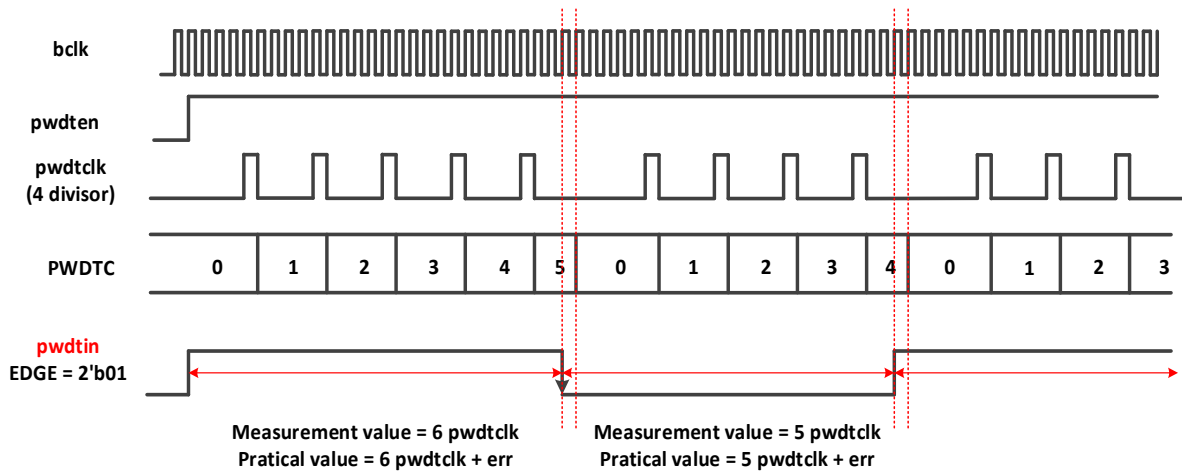 bclk
pwdten
pwdtclk
(4 divisor)
PWDTC 0 1 2 3 4 5 0 1 2 3 4 0 1 2 3
pwdtin
EDGE = 2'b01
Measurement value = 6 pwdtclk Measurement value = 5 pwdtclk
Pratical value = 6 pwdtclk + err Pratical value = 5 pwdtclk + err